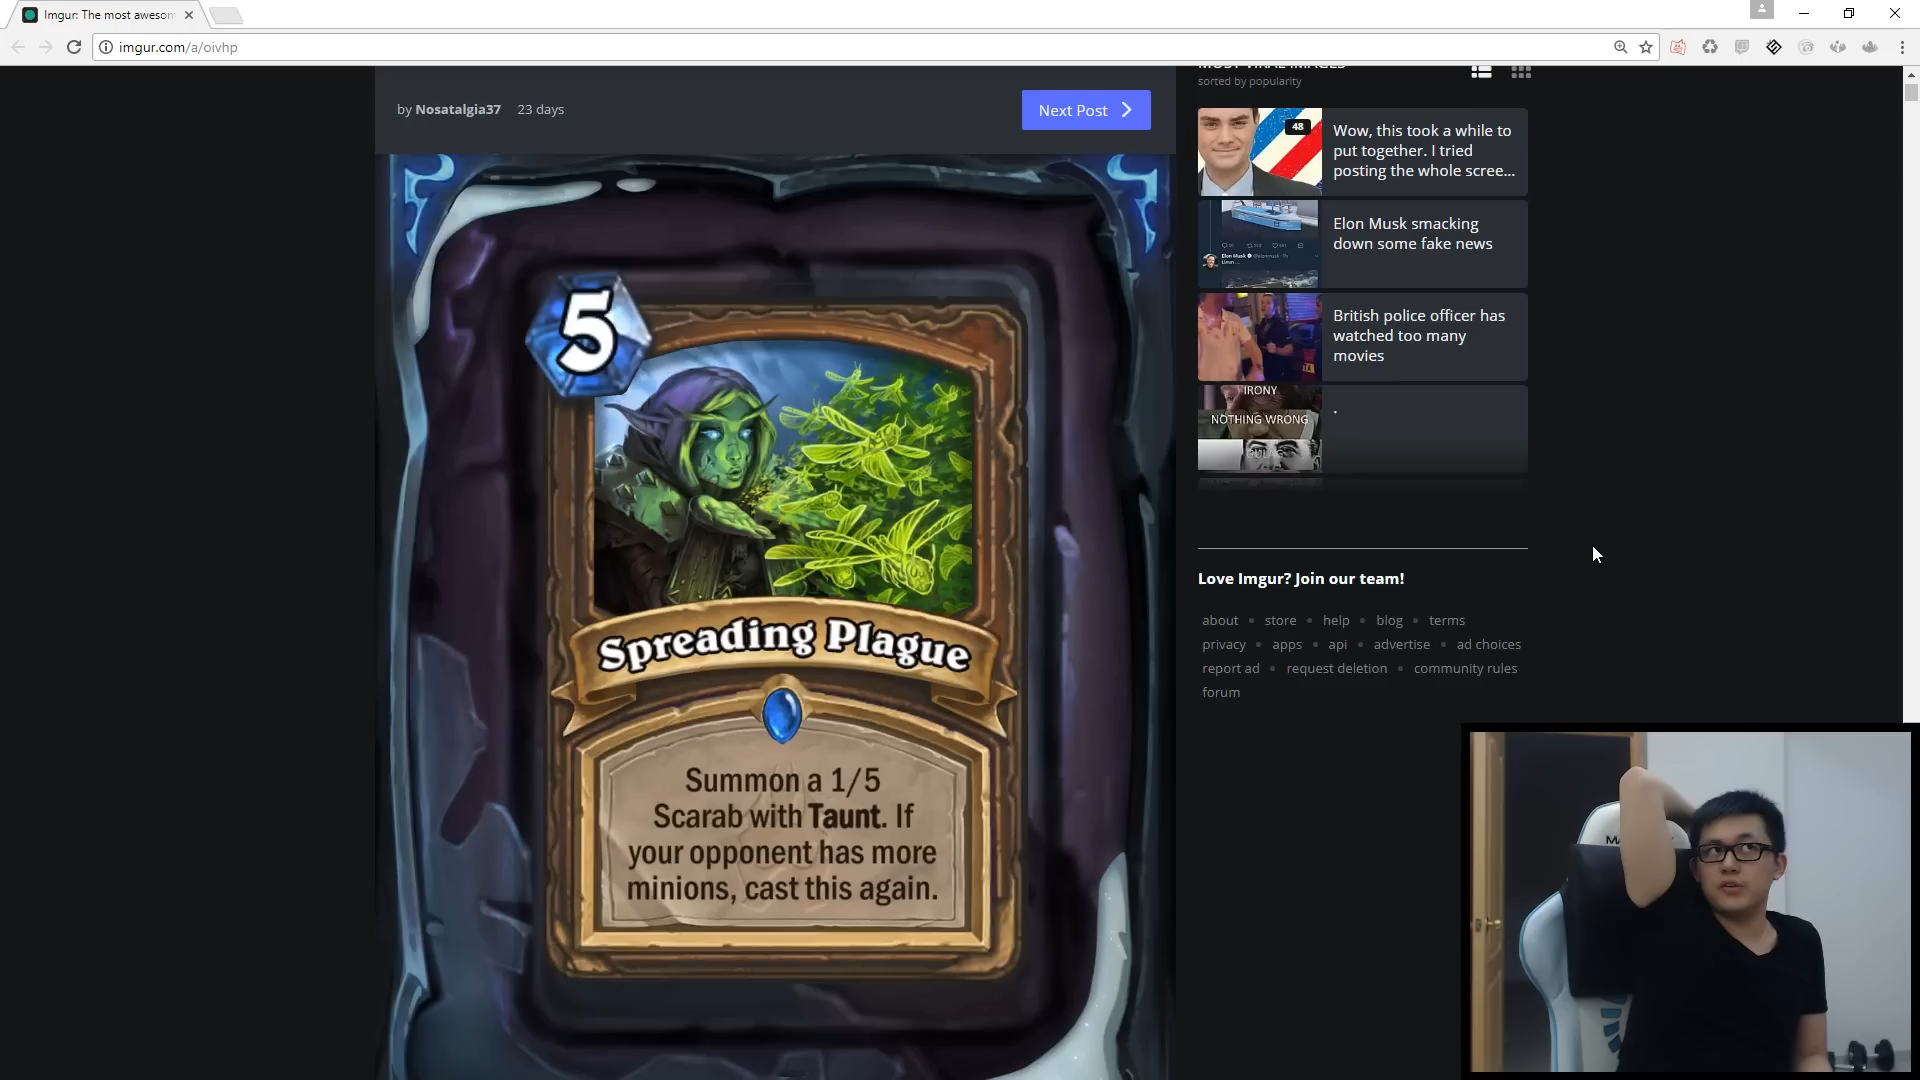 Imgur: The most awesom
imgur.com/a/oivhp
by Nosatalgia37 23 days
Next Post
5
Spreading Plague
Summon a 1/5
Scarab with Taunt. If
your opponent has more
minions, cast this again.
MOST VIRAL IMAGES
sorted by popularity
48
Wow, this took a while to
put together. I tried
posting the whole scree...
Elon Musk smacking
down some fake news
British police officer has
watched too many
movies
IRONY
NOTHING WRONG
.
Love Imgur? Join our team!
about • store • help • blog • terms
privacy • apps • api • advertise • ad choices
report ad • request deletion • community rules
forum